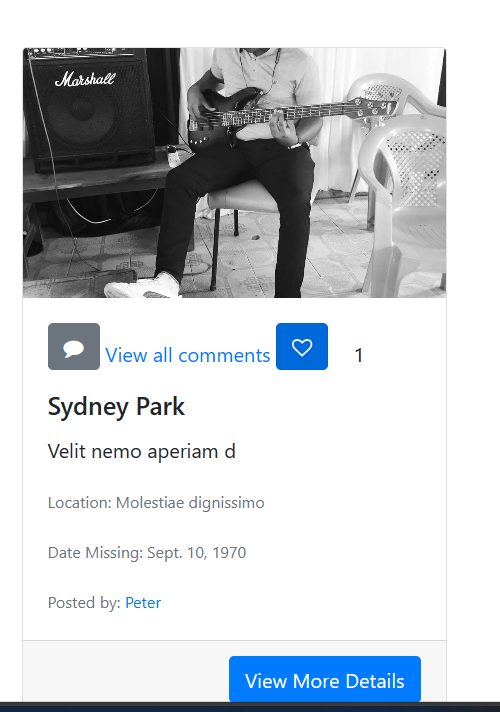 Marshall
View all comments 1
Sydney Park
Velit nemo aperiam d
Location: Molestiae dignissimo
Date Missing: Sept. 10, 1970
Posted by: Peter
View More Details